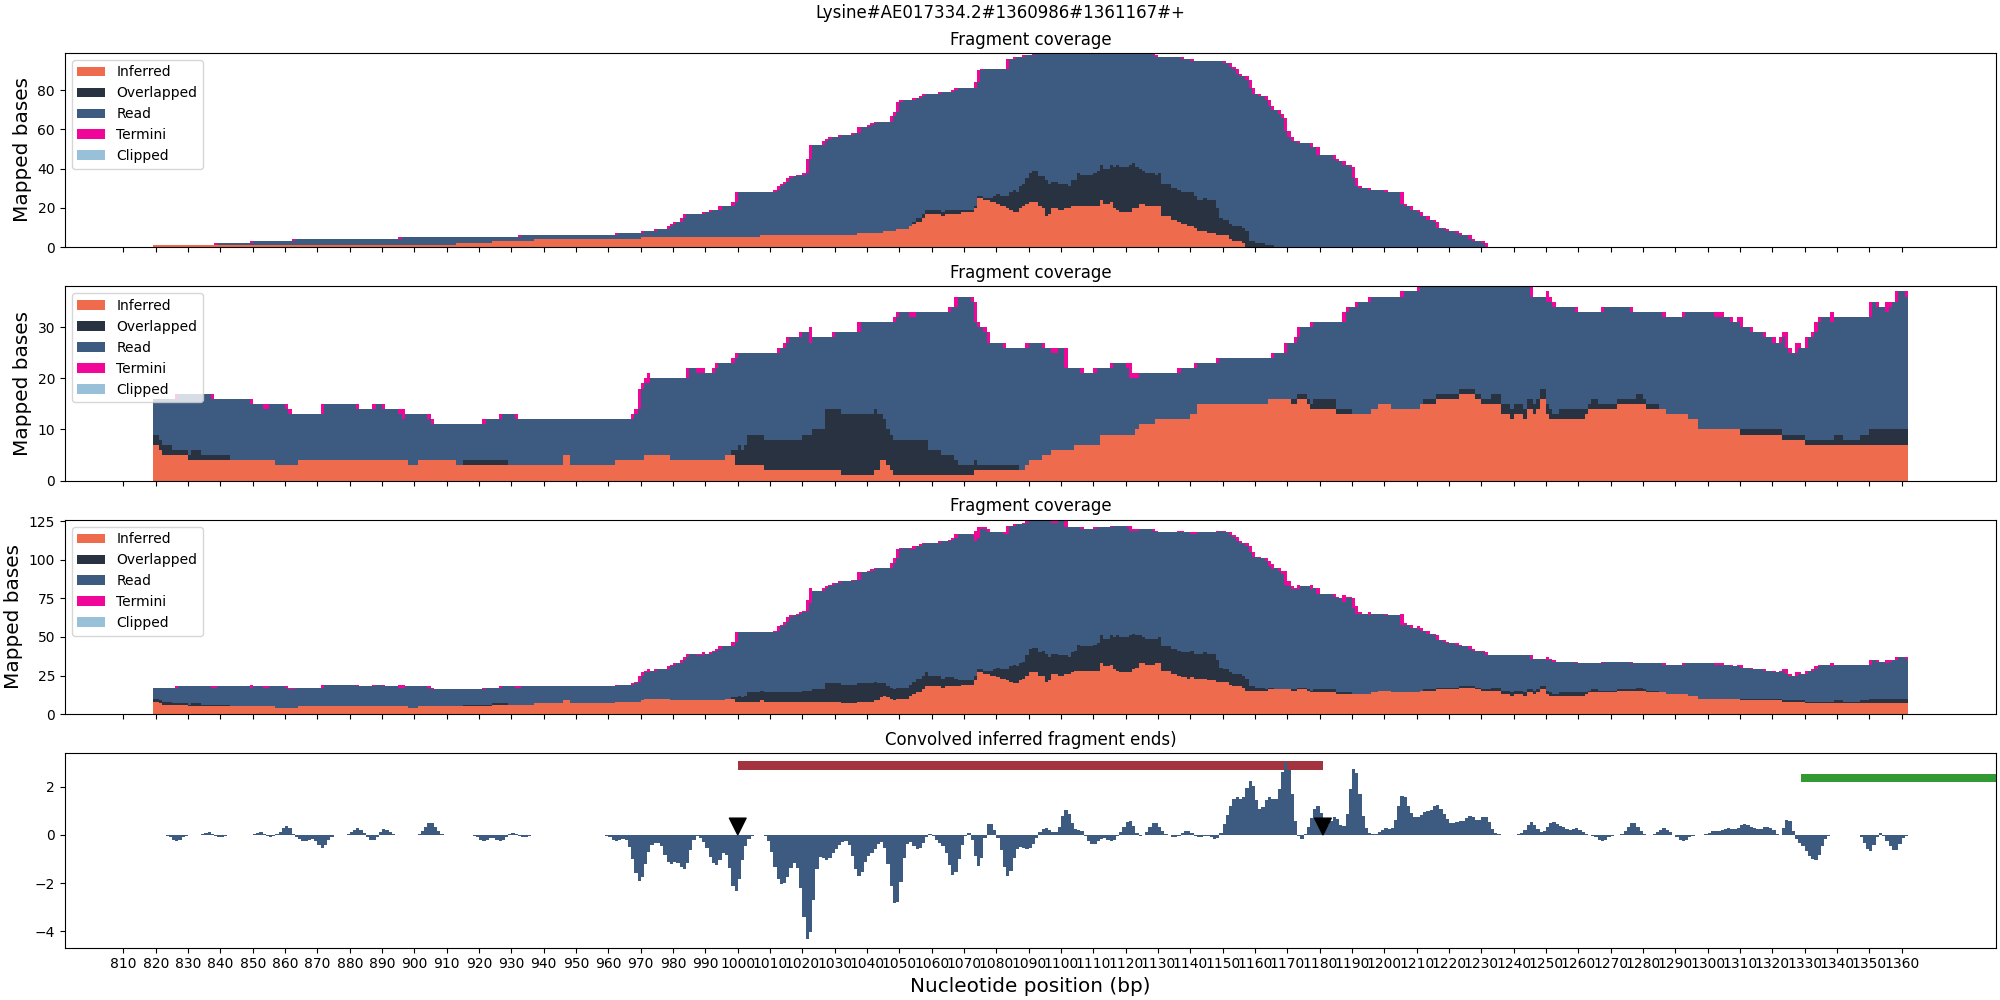 Lysine#AE017334.2#1360986#1361167#+
Fragment coverage
Mapped bases
80
60
40
20
0
Inferred
Overlapped
Read
Termini
Clipped
Fragment coverage
Mapped bases
30
20
10
0
Inferred
Overlapped
Read
Termini
Clipped
Fragment coverage
Mapped bases
125
100
75
50
25
0
Inferred
Overlapped
Read
Termini
Clipped
Convolved inferred fragment ends)
2
0
−2
−4
810 820 830 840 850 860 870 880 890 900 910 920 930 940 950 960 970 980 990 1000 1010 1020 1030 1040 1050 1060 1070 1080 1090 1100 1110 1120 1130 1140 1150 1160 1170 1180 1190 1200 1210 1220 1230 1240 1250 1260 1270 1280 1290 1300 1310 1320 1330 1340 1350 1360
Nucleotide position (bp)